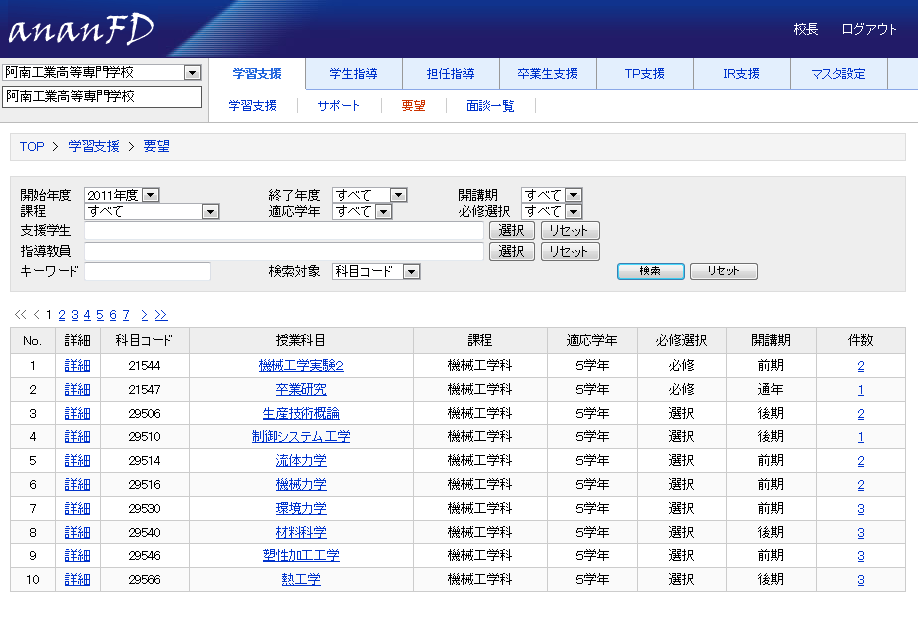 ananFD
校長 ログアウト
阿南工業高等専門学校
阿南工業高等専門学校
学習支援 学生指導 担任指導 卒業生支援 TP支援 IR支援 マスタ設定
学習支援 サポート 要望 面談一覧
TOP > 学習支援 > 要望
開始年度 2011年度 終了年度 すべて 開講期 すべて
課程 すべて 適応学年 すべて 必修選択 すべて
支援学生 選択 リセット
指導教員 選択 リセット
キーワード 検索対象 科目コード 検索 リセット
<< < 1 2 3 4 5 6 7 > >>
No. 詳細 科目コード 授業科目 課程 適応学年 必修選択 開講期 件数
1 詳細 21544 機械工学実験2 機械工学科 5学年 必修 前期 2
2 詳細 21547 卒業研究 機械工学科 5学年 必修 通年 1
3 詳細 29506 生産技術概論 機械工学科 5学年 選択 後期 2
4 詳細 29510 制御システム工学 機械工学科 5学年 選択 後期 1
5 詳細 29514 流体力学 機械工学科 5学年 選択 前期 2
6 詳細 29516 機械力学 機械工学科 5学年 選択 前期 2
7 詳細 29530 環境力学 機械工学科 5学年 選択 前期 3
8 詳細 29540 材料科学 機械工学科 5学年 選択 後期 3
9 詳細 29546 塑性加工工学 機械工学科 5学年 選択 前期 3
10 詳細 29566 熱工学 機械工学科 5学年 選択 後期 3